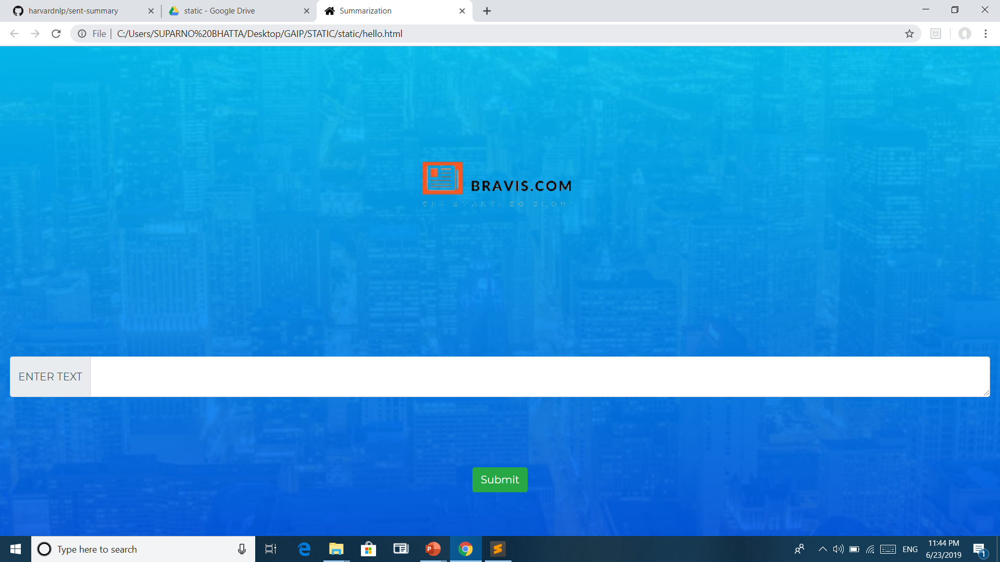 harvardnlp/sent-summary
static - Google Drive
Summarization
File
C:/Users/SUPARNO%20BHATTA/Desktop/GAIP/STATIC/static/hello.html
BRAVIS.COM
ENTER TEXT
Submit
Type here to search
ENG
11:44 PM
6/23/2019
1